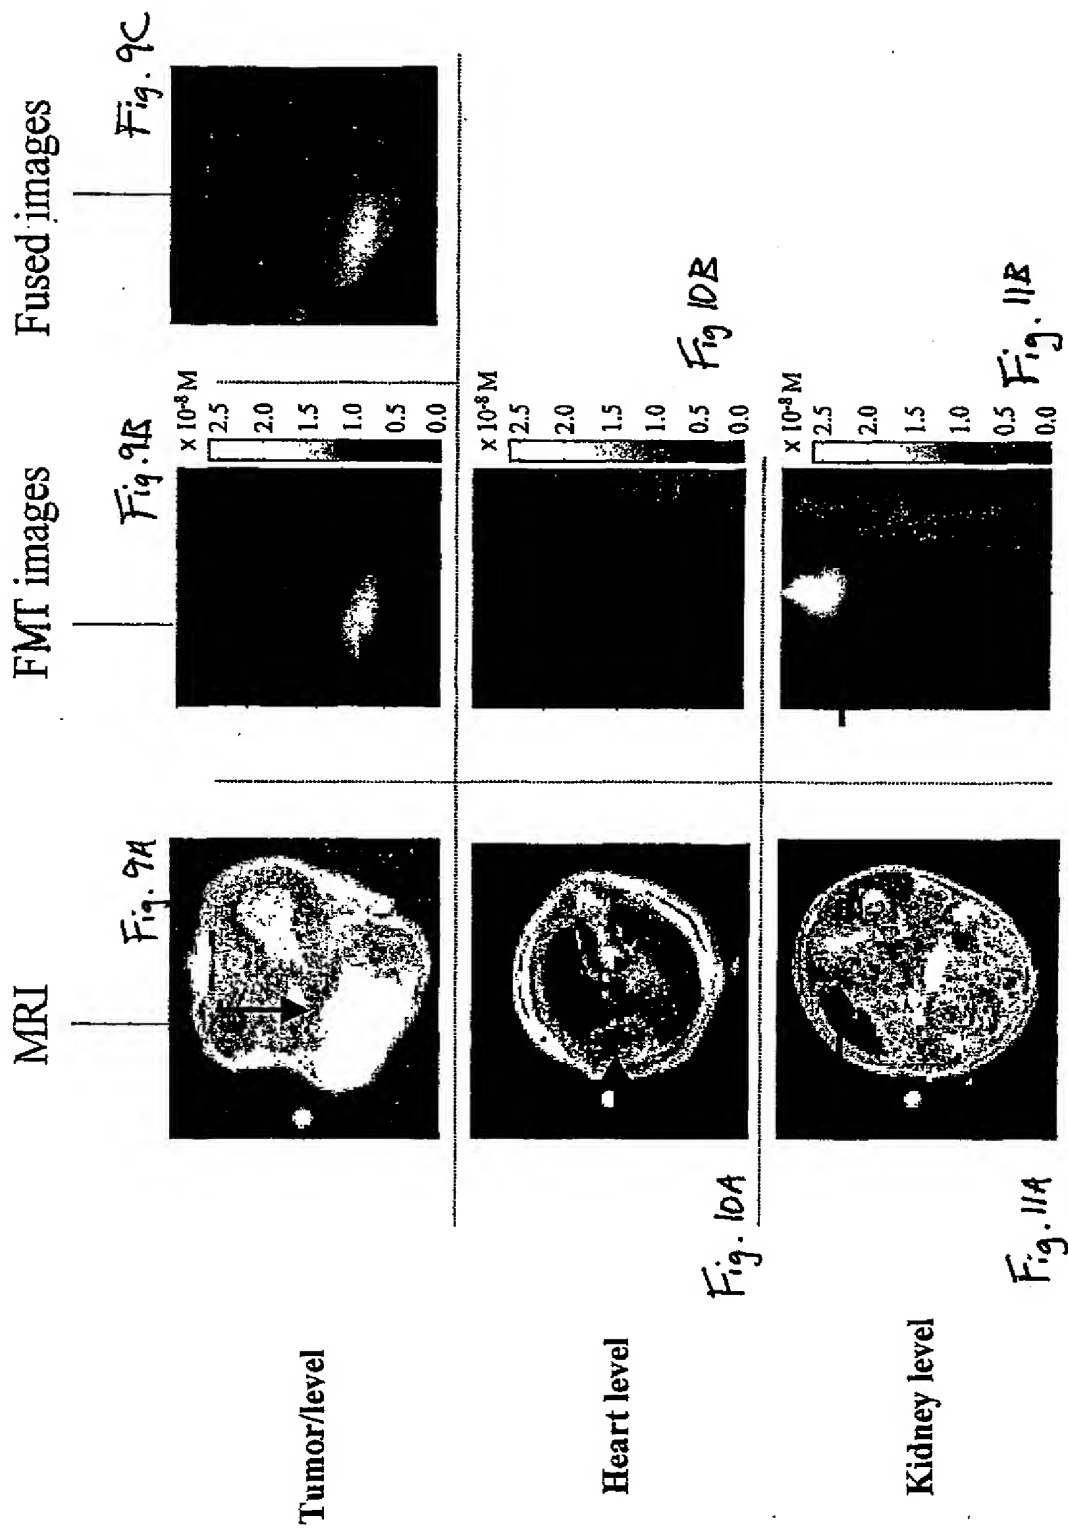 MRI
FMT images
Fused images
Fig. 9A
Fig. 9B
Fig. 9C
Tumor/level
x 10-8 M
2.5
2.0
1.5
1.0
0.5
0.0
Heart level
Fig. 10A
x 10-8 M
2.5
2.0
1.5
1.0
0.5
0.0
Fig 10B
Kidney level
Fig. 11A
x 10-8 M
2.5
2.0
1.5
1.0
0.5
0.0
Fig. 11B